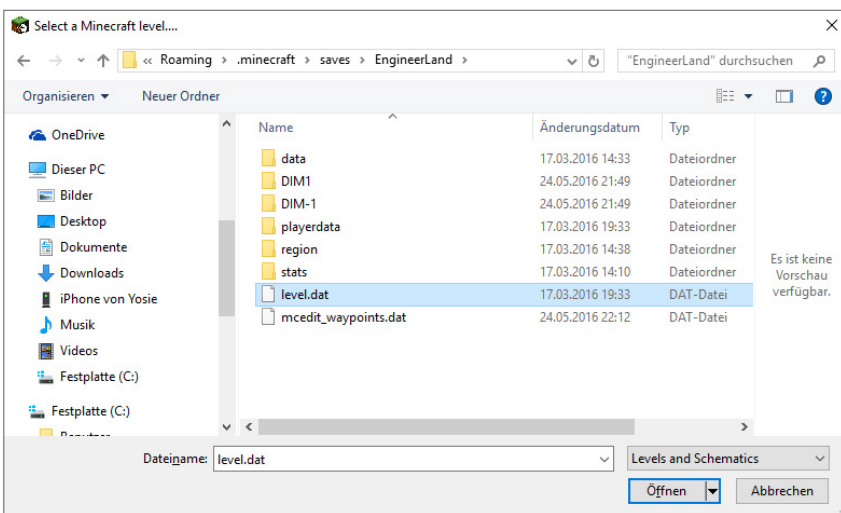 Select a Minecraft level....
« Roaming › .minecraft › saves › EngineerLand ›
"EngineerLand" durchsuchen
Organisieren Neuer Ordner
Name Änderungsdatum Typ
OneDrive
Dieser PC
Bilder
Desktop
Dokumente
Downloads
iPhone von Yosie
Musik
Videos
Festplatte (C:)
Festplatte (C:)
data 17.03.2016 14:33 Dateiordner
DIM1 24.05.2016 21:49 Dateiordner
DIM-1 24.05.2016 21:49 Dateiordner
playerdata 17.03.2016 19:33 Dateiordner
region 17.03.2016 14:38 Dateiordner
stats 17.03.2016 14:10 Dateiordner
level.dat 17.03.2016 19:33 DAT-Datei
mcedit_waypoints.dat 24.05.2016 22:12 DAT-Datei
Es ist keine
Vorschau
verfügbar.
Dateiname: level.dat
Levels and Schematics
Öffnen Abbrechen